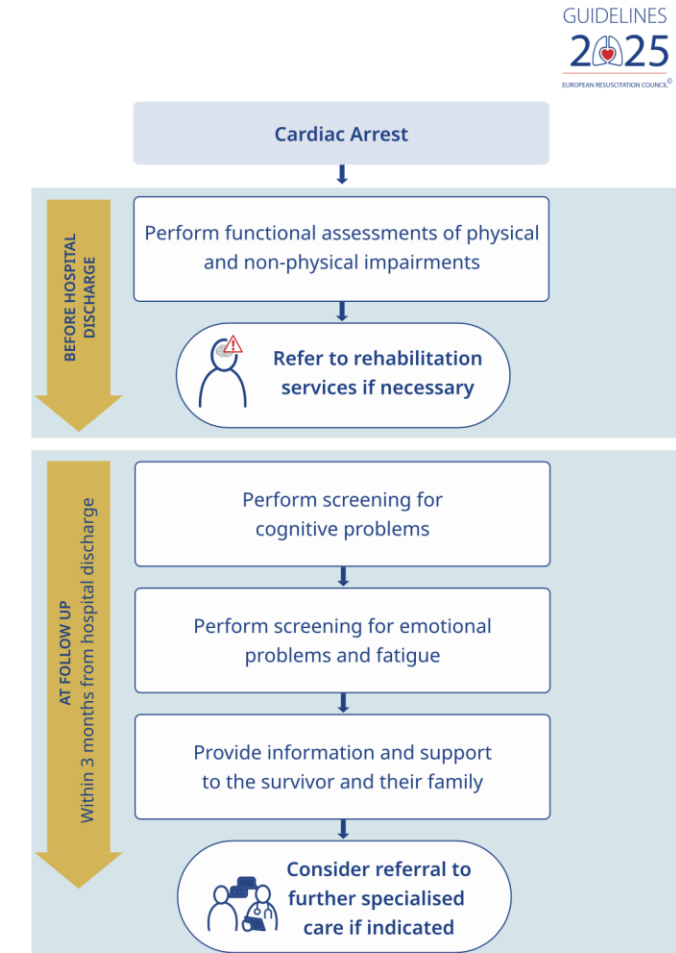 GUIDELINES
2025
EUROPEAN RESUSCITATION COUNCIL©
Cardiac Arrest
BEFORE HOSPITAL
DISCHARGE
Perform functional assessments of physical
and non-physical impairments
Refer to rehabilitation
services if necessary
AT FOLLOW UP
Within 3 months from hospital discharge
Perform screening for
cognitive problems
Perform screening for emotional
problems and fatigue
Provide information and support
to the survivor and their family
Consider referral to
further specialised
care if indicated